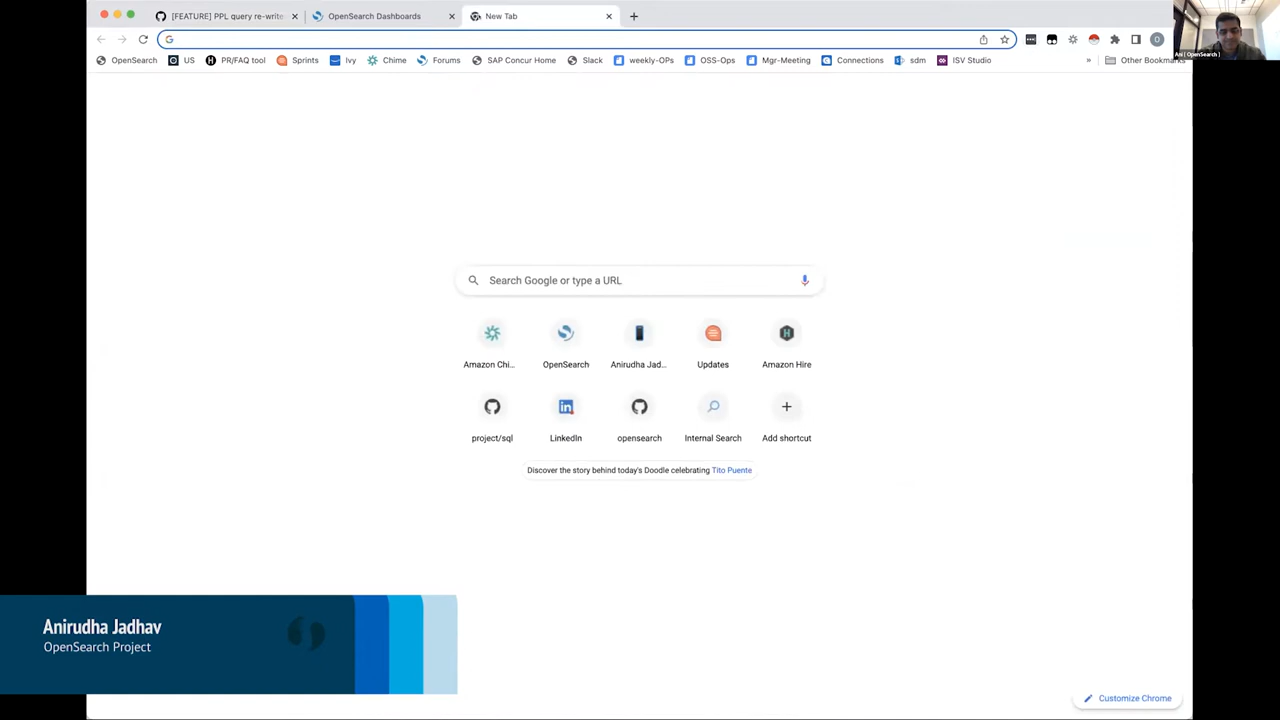 [FEATURE] PPL query re-write
OpenSearch Dashboards
New Tab
Ani [ OpenSearch ]
OpenSearch
US
PR/FAQ tool
Sprints
Ivy
Chime
Forums
SAP Concur Home
Slack
weekly-OPs
OSS-Ops
Mgr-Meeting
Connections
sdm
ISV Studio
»
Other Bookmarks
Search Google or type a URL
Amazon Chi...
OpenSearch
Anirudha Jad...
Updates
Amazon Hire
project/sql
LinkedIn
opensearch
Internal Search
Add shortcut
Discover the story behind today's Doodle celebrating Tito Puente
Anirudha Jadhav
OpenSearch Project
Customize Chrome